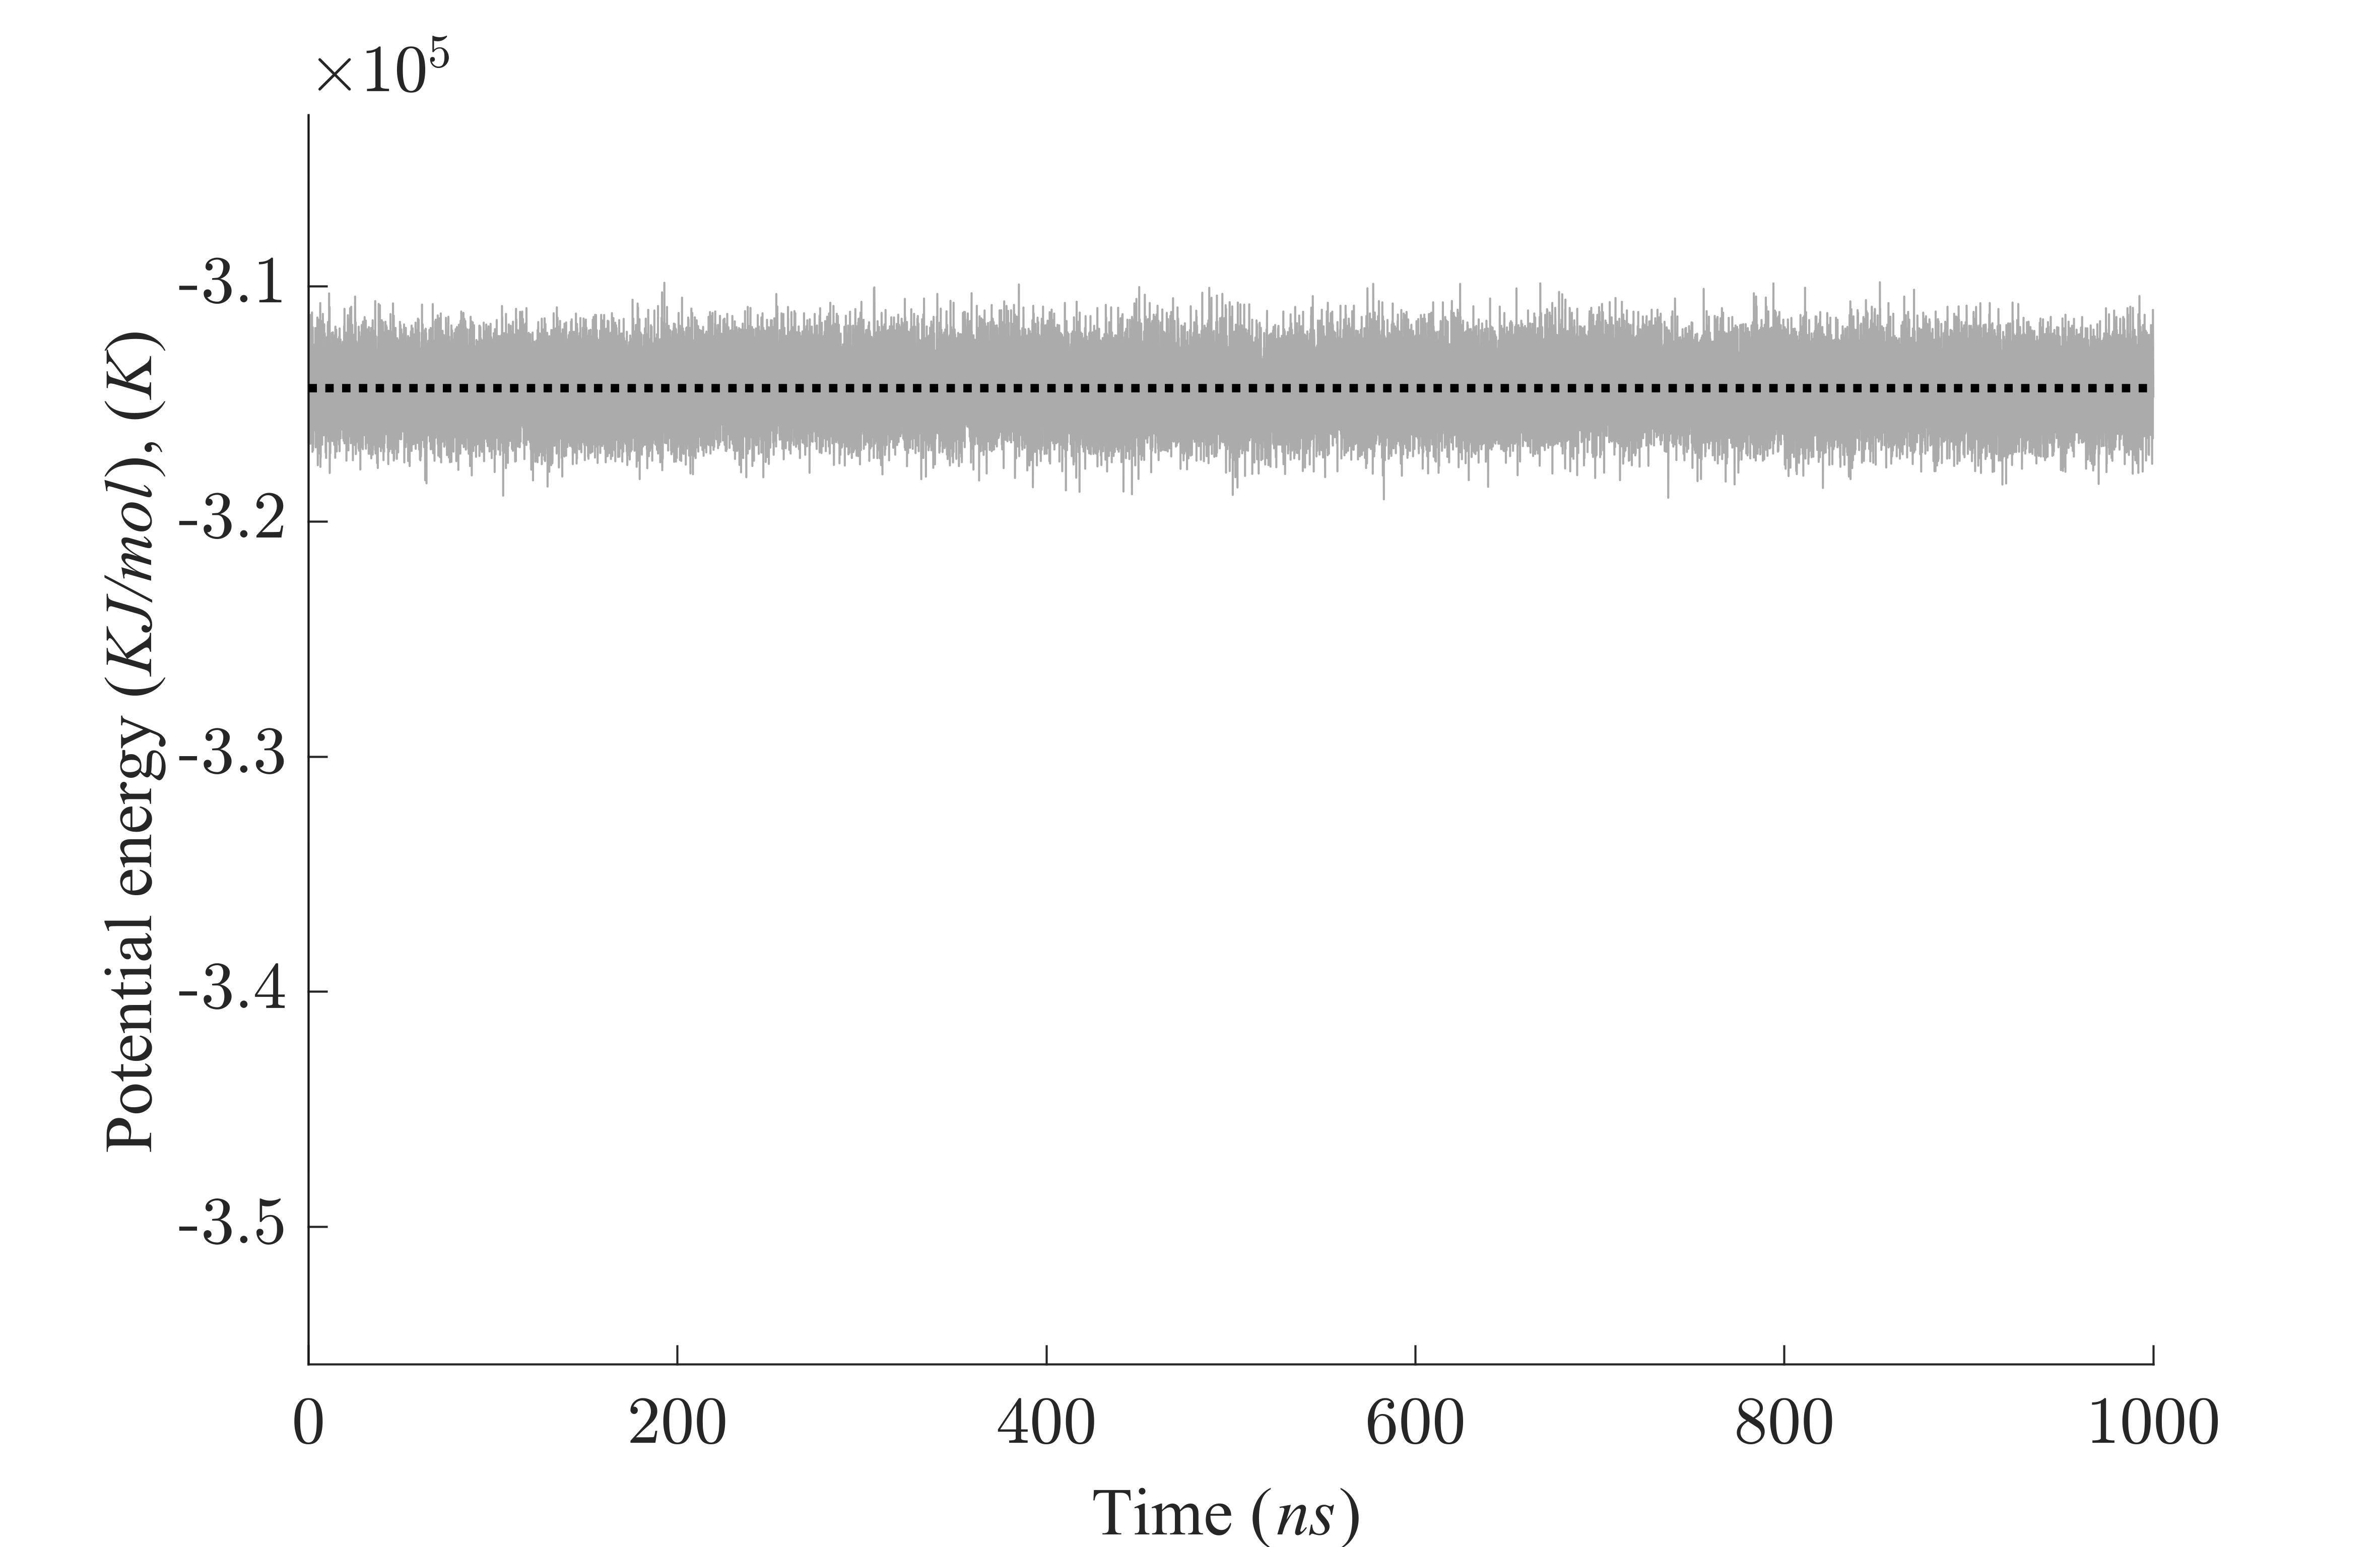 ×10⁵
-3.1
-3.2
-3.3
-3.4
-3.5
Potential energy (KJ/mol), (K)
0 200 400 600 800 1000
Time (ns)